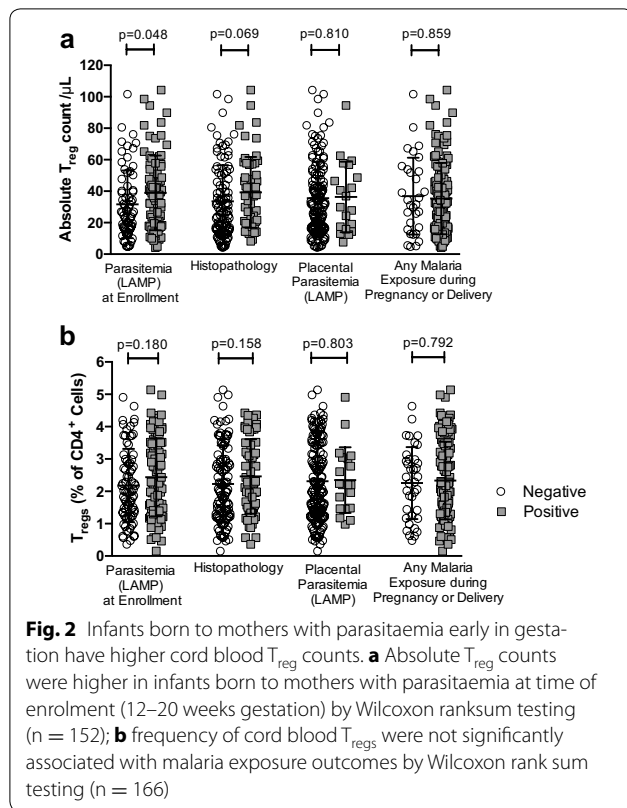 a
p=0.048 p=0.069 p=0.810 p=0.859
Absolute Treg count /μL
120
100
80
60
40
20
0
Parasitemia (LAMP) at Enrollment
Histopathology
Placental Parasitemia (LAMP)
Any Malaria Exposure during Pregnancy or Delivery
b
p=0.180 p=0.158 p=0.803 p=0.792
Tregs (% of CD4+ Cells)
6
5
4
3
2
1
0
Parasitemia (LAMP) at Enrollment
Histopathology
Placental Parasitemia (LAMP)
Any Malaria Exposure during Pregnancy or Delivery
Negative
Positive
Fig. 2 Infants born to mothers with parasitaemia early in gesta-
tion have higher cord blood Treg counts. a Absolute Treg counts
were higher in infants born to mothers with parasitaemia at time of
enrolment (12–20 weeks gestation) by Wilcoxon ranksum testing
(n = 152); b frequency of cord blood Tregs were not significantly
associated with malaria exposure outcomes by Wilcoxon rank sum
testing (n = 166)